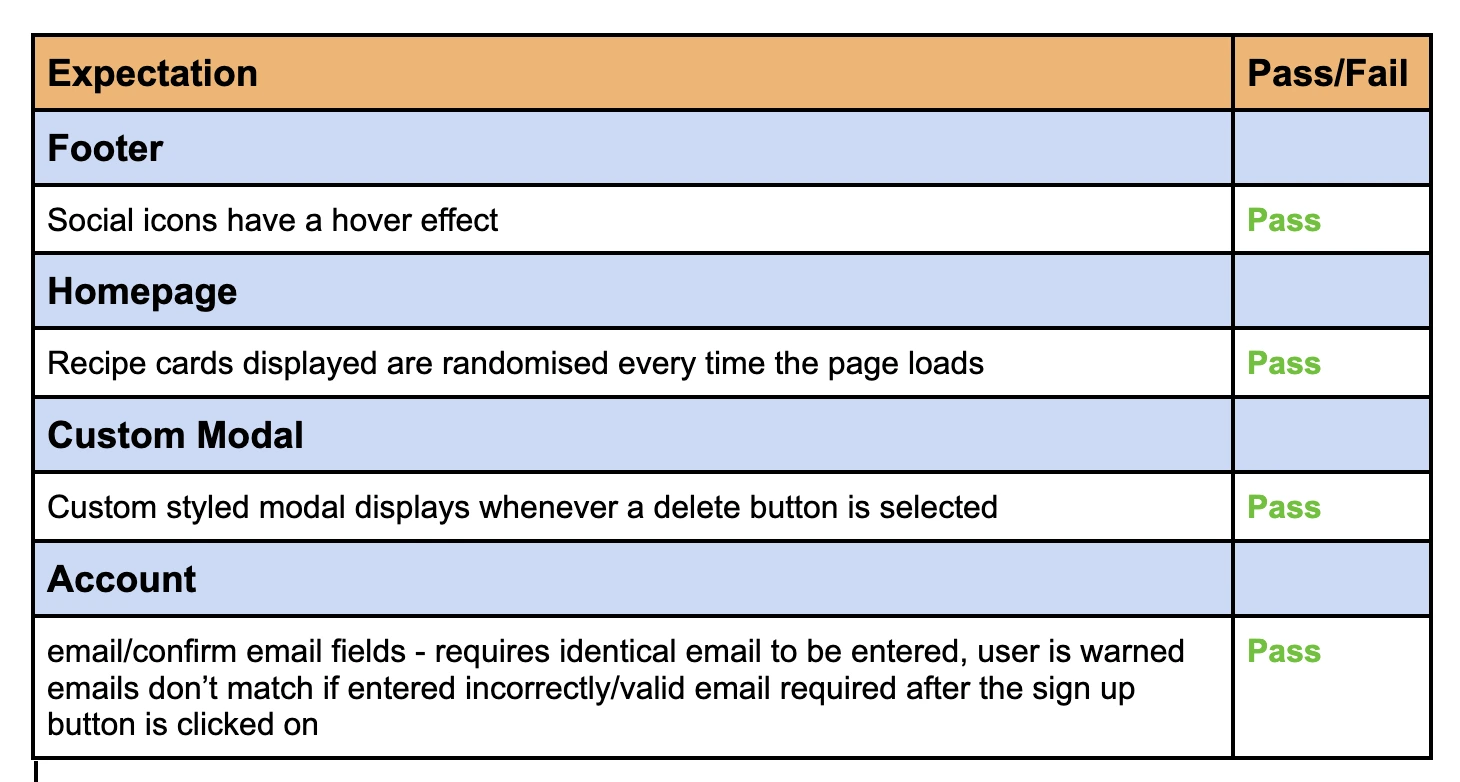 Expectation Pass/Fail
Footer
Social icons have a hover effect Pass
Homepage
Recipe cards displayed are randomised every time the page loads Pass
Custom Modal
Custom styled modal displays whenever a delete button is selected Pass
Account
email/confirm email fields - requires identical email to be entered, user is warned Pass
emails don’t match if entered incorrectly/valid email required after the sign up
button is clicked on